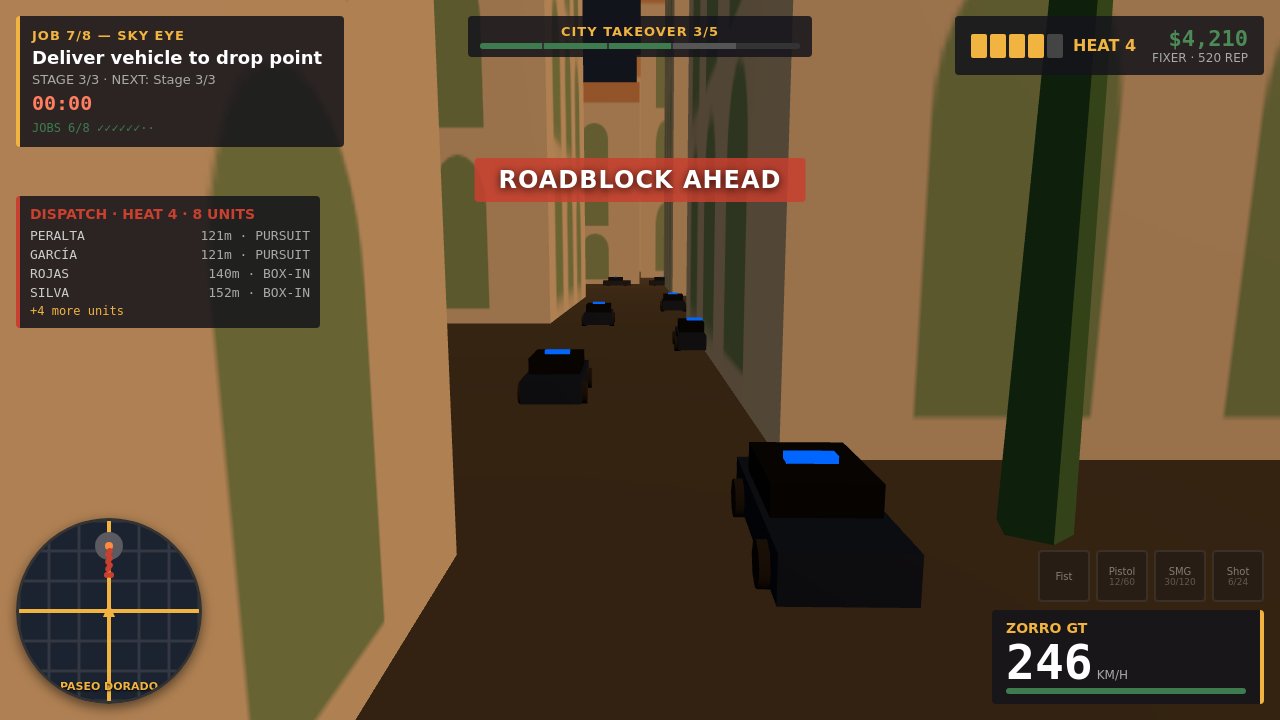 JOB 7/8 — SKY EYE
Deliver vehicle to drop point
STAGE 3/3 · NEXT: Stage 3/3
00:00
JOBS 6/8 ✓✓✓✓✓✓··
CITY TAKEOVER 3/5
HEAT 4
$4,210
FIXER · 520 REP
ROADBLOCK AHEAD
DISPATCH · HEAT 4 · 8 UNITS
PERALTA 121m · PURSUIT
GARCÍA 121m · PURSUIT
ROJAS 140m · BOX-IN
SILVA 152m · BOX-IN
+4 more units
PASEO DORADO
Fist
Pistol
12/60
SMG
30/120
Shot
6/24
ZORRO GT
246 KM/H